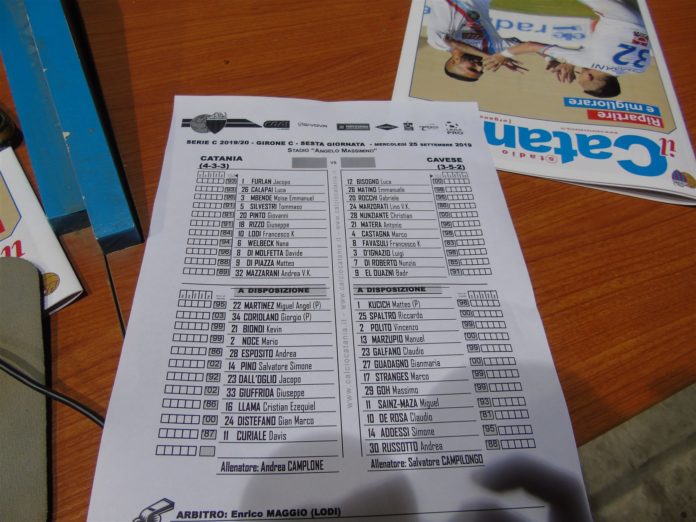 SERIE C 2019/20 - GIRONE C - SESTA GIORNATA - MERCOLEDÌ 25 SETTEMBRE 2019
STADIO "ANGELO MASSIMINO"
CATANIA vs CAVESE
(4-3-3) (3-5-2)
1 FURLAN Jacopo
26 CALAPAI Luca
3 MBENDE Moise Emmanuel
5 SILVESTRI Tommaso
20 PINTO Giovanni
18 RIZZO Giuseppe
10 LODI Francesco K
6 WELBECK Nana
8 DI MOLFETTA Davide
9 DI PIAZZA Matteo
32 MAZZARANI Andrea V.K.
A DISPOSIZIONE
22 MARTINEZ Miguel Angel (P)
34 CORIOLANO Giorgio (P)
21 BIONDI Kevin
2 NOCE Mario
28 ESPOSITO Andrea
14 PINO Salvatore Simone
23 DALL'OGLIO Jacopo
33 GIUFFRIDA Giuseppe
16 LLAMA Cristian Ezequiel
24 DISTEFANO Gian Marco
11 CURIALE Davis
Allenatore: Andrea CAMPLONE
12 BISOGNO Luca
26 MATINO Emmanuele
20 ROCCHI Gabriele
24 MARZORATI Lino V.K.
28 NUNZIANTE Christian
21 MATERA Antonio
4 CASTAGNA Marco
8 FAVASULI Francesco K
3 D'IGNAZIO Luigi
7 DI ROBERTO Nunzio
9 EL OUAZNI Badr
A DISPOSIZIONE
1 KUCICH Matteo (P)
25 SPALTRO Riccardo
2 POLITO Vincenzo
13 MARZUPIO Manuel
23 GALFANO Claudio
27 GUADAGNO Gianmaria
17 STRANGES Marco
29 GOH Massimo
11 SAINZ-MAZA Miguel
10 DE ROSA Claudio
14 ADDESSI Simone
30 RUSSOTTO Andrea
Allenatore: Salvatore CAMPILONGO
www.calciocatania.it - www.calciocatania.it
ARBITRO: Enrico MAGGIO (LODI)
il Catan
stadio
Ripartire
e migliorare
32